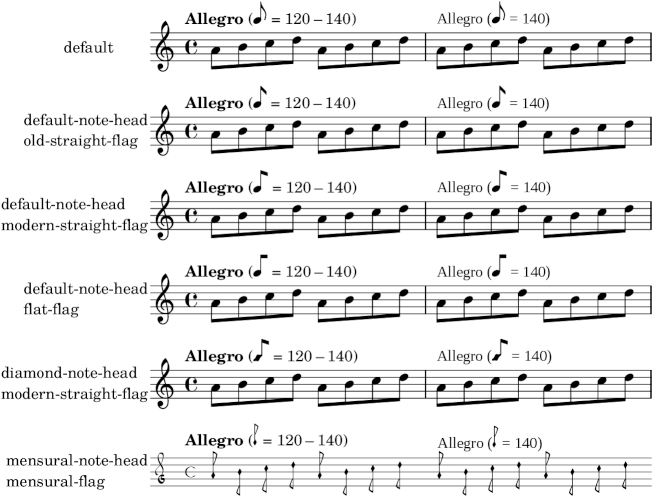 Allegro (♪ = 120 – 140) Allegro (♪ = 140)
default
Allegro (♪ = 120 – 140) Allegro (♪ = 140)
default-note-head
old-straight-flag
Allegro (♪ = 120 – 140) Allegro (♪ = 140)
default-note-head
modern-straight-flag
Allegro (♪ = 120 – 140) Allegro (♪ = 140)
default-note-head
flat-flag
Allegro (♪ = 120 – 140) Allegro (♪ = 140)
diamond-note-head
modern-straight-flag
Allegro (♪ = 120 – 140) Allegro (♪ = 140)
mensural-note-head
mensural-flag